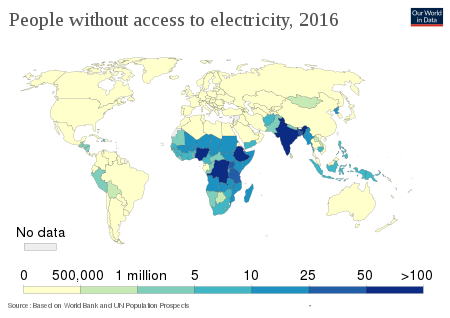 People without access to electricity, 2016
Our World
in Data
No data
0 500,000 1 million 5 10 25 50 >100
Source: Based on World Bank and UN Population Prospects